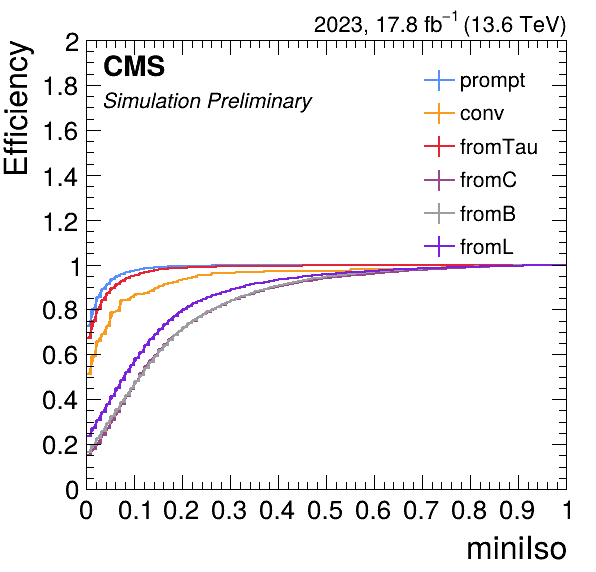 2023, 17.8 fb⁻¹ (13.6 TeV)
Efficiency
CMS
Simulation Preliminary
prompt
conv
fromTau
fromC
fromB
fromL
2
1.8
1.6
1.4
1.2
1
0.8
0.6
0.4
0.2
0
0 0.1 0.2 0.3 0.4 0.5 0.6 0.7 0.8 0.9 1
miniIso